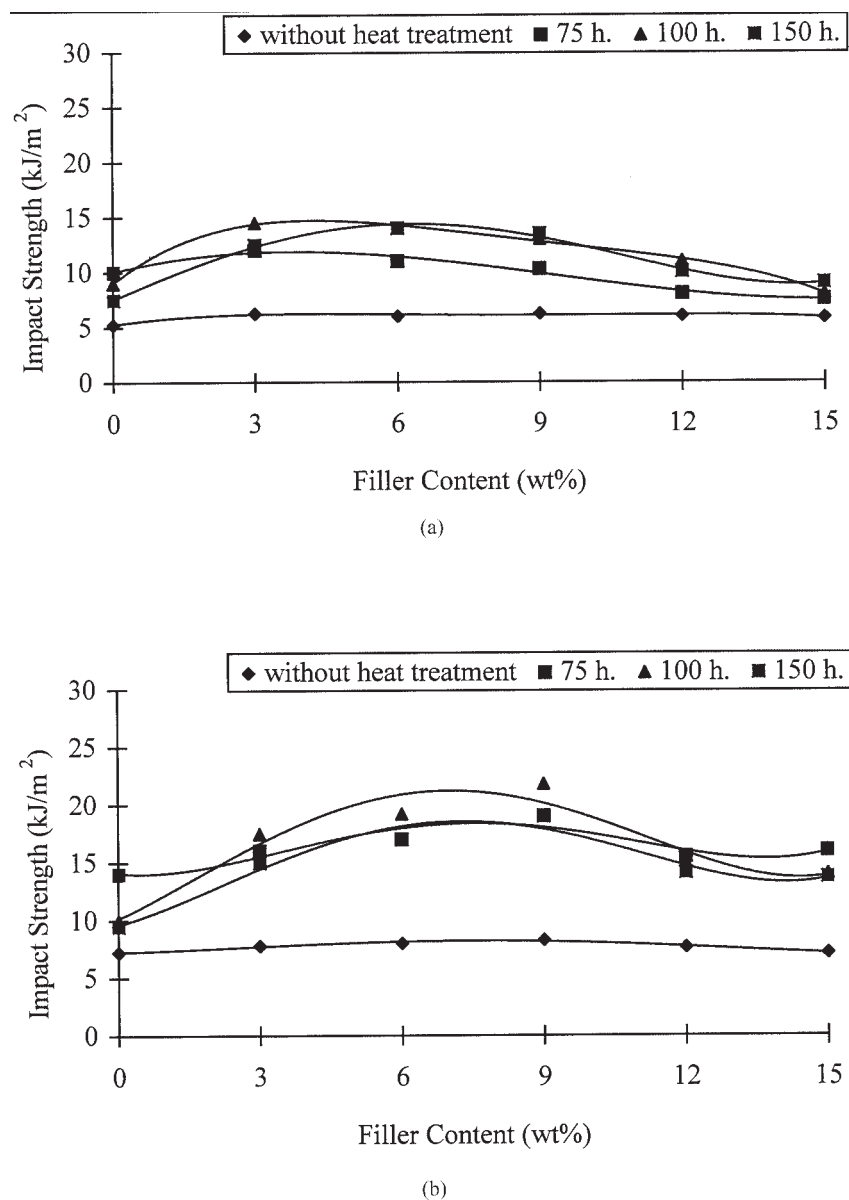 ◆ without heat treatment ■ 75 h. ▲ 100 h. ■ 150 h.
30
25
20
15
10
5
0
Impact Strength (kJ/m²)
0 3 6 9 12 15
Filler Content (wt%)
(a)
◆ without heat treatment ■ 75 h. ▲ 100 h. ■ 150 h.
30
25
20
15
10
5
0
Impact Strength (kJ/m²)
0 3 6 9 12 15
Filler Content (wt%)
(b)